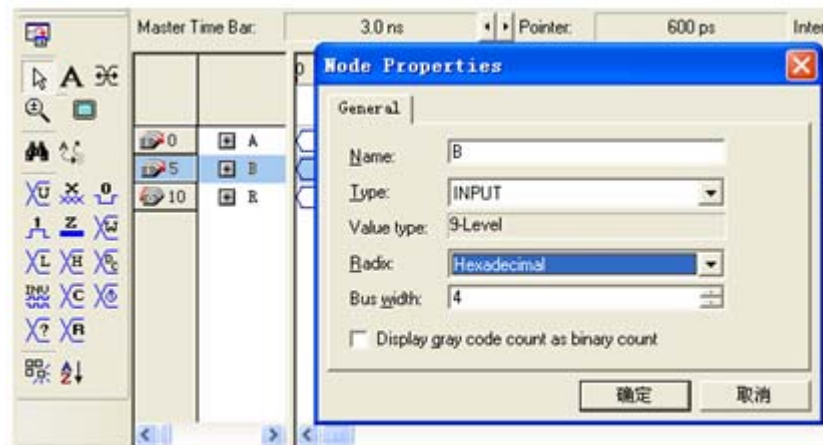 Master Time Bar: 3.0 ns Pointer: 600 ps Inter
0
Node Properties
General
Name: B
Type: INPUT
Value type: 9-Level
Radix: Hexadecimal
Bus width: 4
Display gray code count as binary count
确定 取消
0 A
5 B
10 R